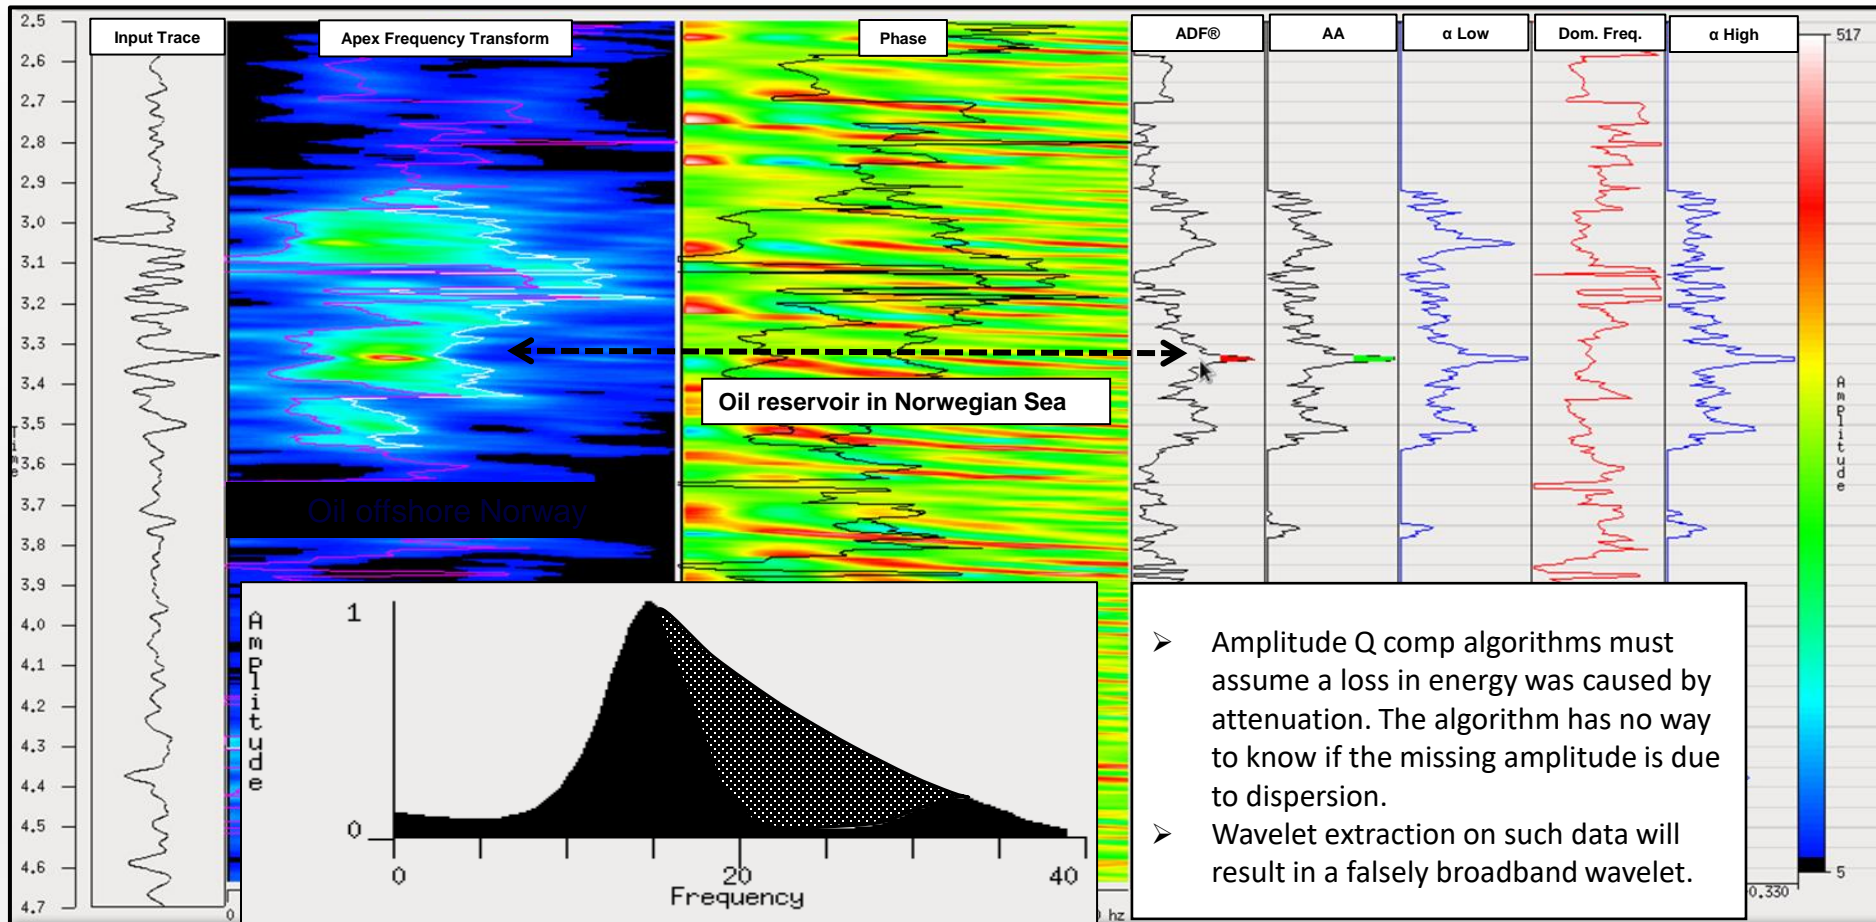 Input Trace
Apex Frequency Transform
Phase
ADF®
AA
α Low
Dom. Freq.
α High
2.5
2.6
2.7
2.8
2.9
3.0
3.1
3.2
3.3
3.4
3.5
3.6
3.7
3.8
3.9
4.0
4.1
4.2
4.3
4.4
4.5
4.6
4.7
Time
Oil reservoir in Norwegian Sea
Oil offshore Norway
517
Amplitude
5
Amplitude
1
0
0
20
40
Frequency
0
hz
0.330
➢ Amplitude Q comp algorithms must
assume a loss in energy was caused by
attenuation. The algorithm has no way
to know if the missing amplitude is due
to dispersion.
➢ Wavelet extraction on such data will
result in a falsely broadband wavelet.